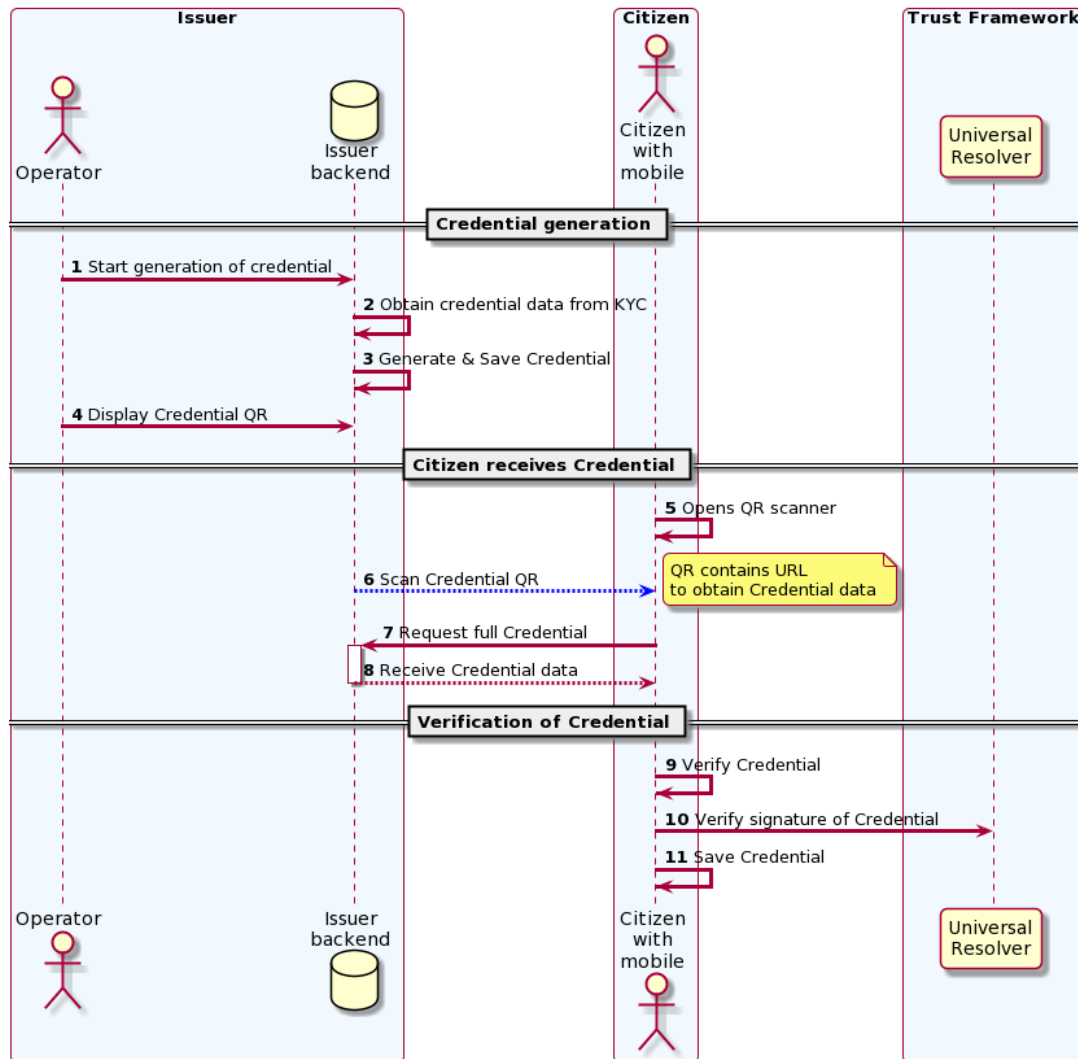 Issuer
Citizen
Trust Framework
Operator
Issuer
backend
Citizen
with
mobile
Universal
Resolver
Credential generation
1 Start generation of credential
2 Obtain credential data from KYC
3 Generate & Save Credential
4 Display Credential QR
Citizen receives Credential
5 Opens QR scanner
6 Scan Credential QR
QR contains URL
to obtain Credential data
7 Request full Credential
8 Receive Credential data
Verification of Credential
9 Verify Credential
10 Verify signature of Credential
11 Save Credential
Operator
Issuer
backend
Citizen
with
mobile
Universal
Resolver